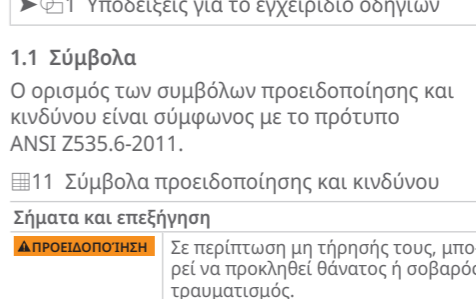 ➤1 Υποδείξεις για το εγχειρίδιο οδηγιών
1.1 Σύμβολα
Ο ορισμός των συμβόλων προειδοποίησης και
κινδύνου είναι σύμφωνος με το πρότυπο
ANSI Z535.6-2011.
11 Σύμβολα προειδοποίησης και κινδύνου
Σήματα και επεξήγηση
ΠΡΟΕΙΔΟΠΟΊΗΣΗ Σε περίπτωση μη τήρησής τους, μπο-
ρεί να προκληθεί θάνατος ή σοβαρός
τραυματισμός.